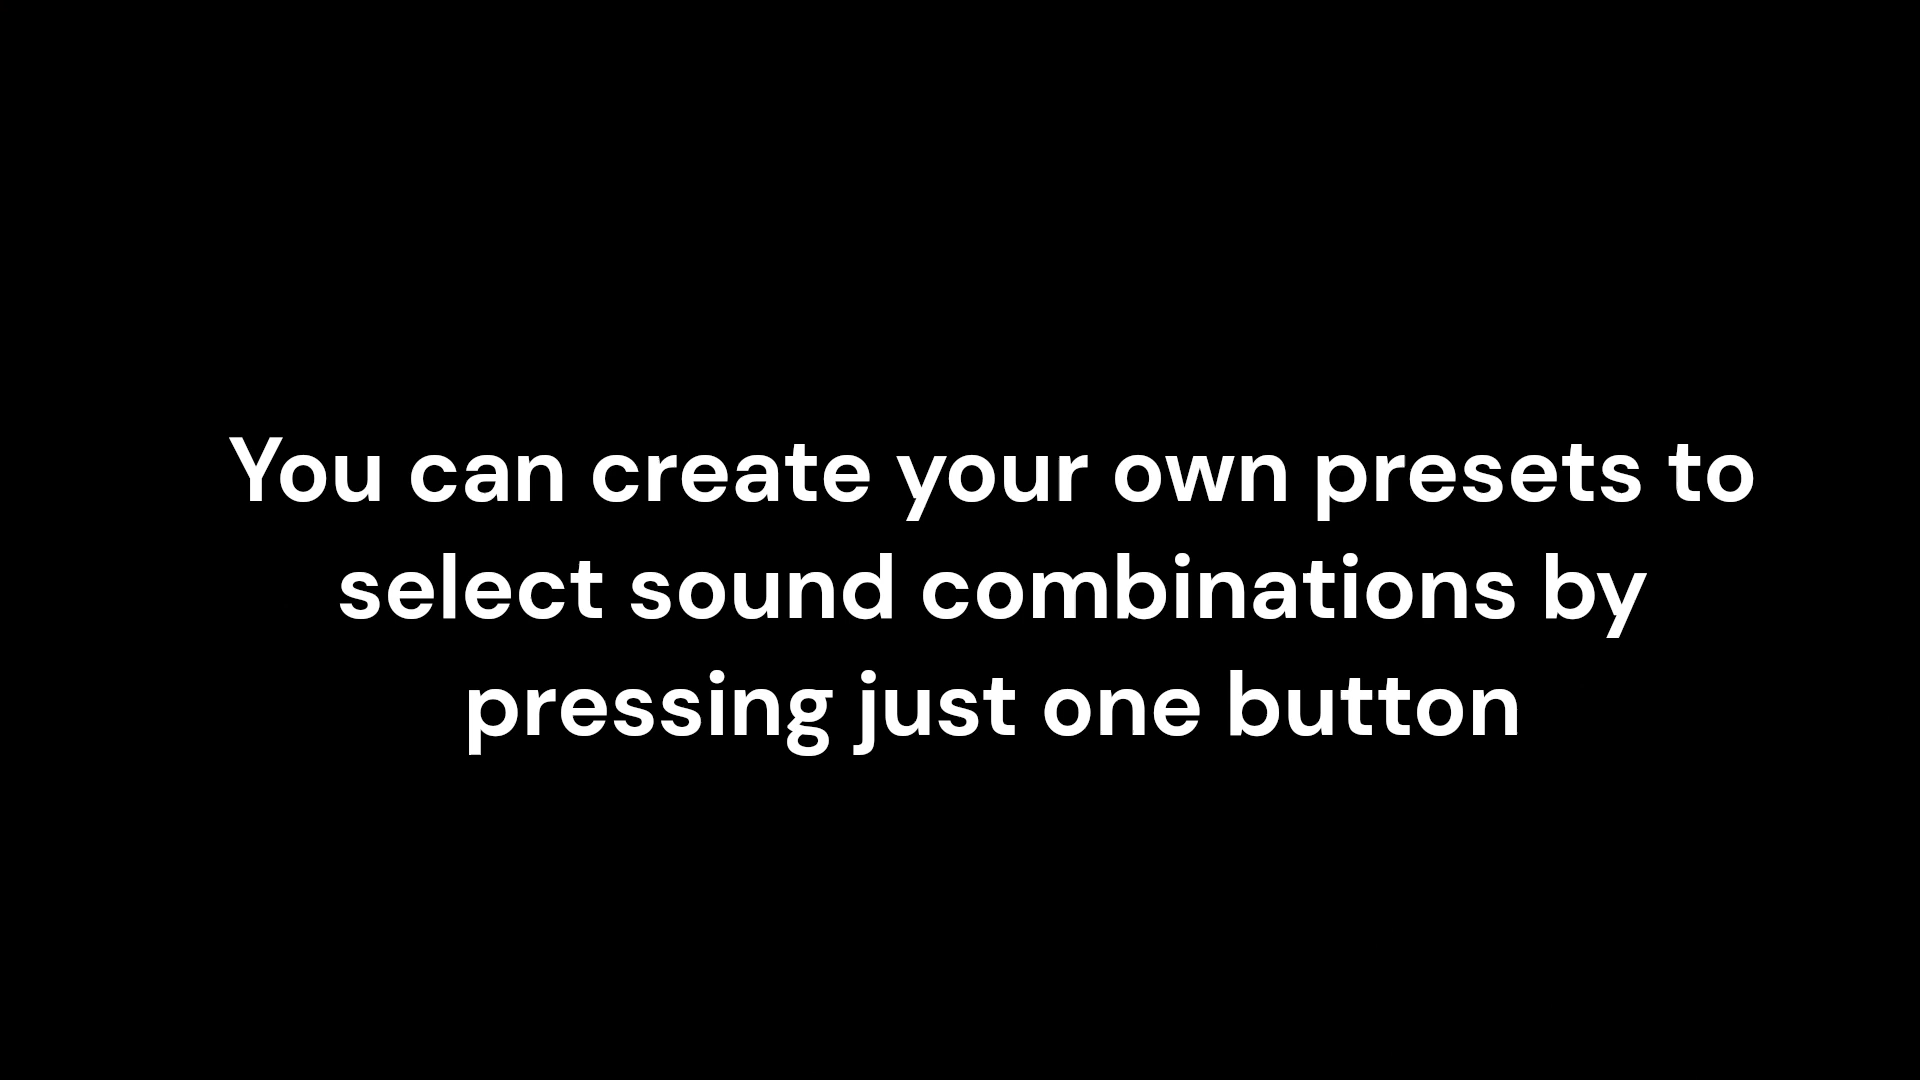 You can create your own presets to
select sound combinations by
pressing just one button